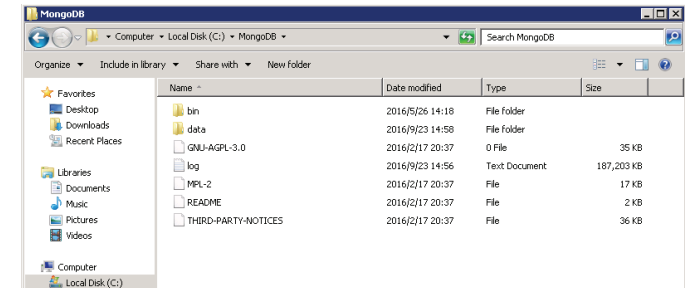 MongoDB
Computer Local Disk (C:) MongoDB Search MongoDB
Organize Include in library Share with New folder
Favorites
Desktop
Downloads
Recent Places
Libraries
Documents
Music
Pictures
Videos
Computer
Local Disk (C:)
Name Date modified Type Size
bin 2016/5/26 14:18 File folder
data 2016/9/23 14:58 File folder
GNU-AGPL-3.0 2016/2/17 20:37 0 File 35 KB
log 2016/9/23 14:56 Text Document 187,203 KB
MPL-2 2016/2/17 20:37 File 17 KB
README 2016/2/17 20:37 File 2 KB
THIRD-PARTY-NOTICES 2016/2/17 20:37 File 36 KB